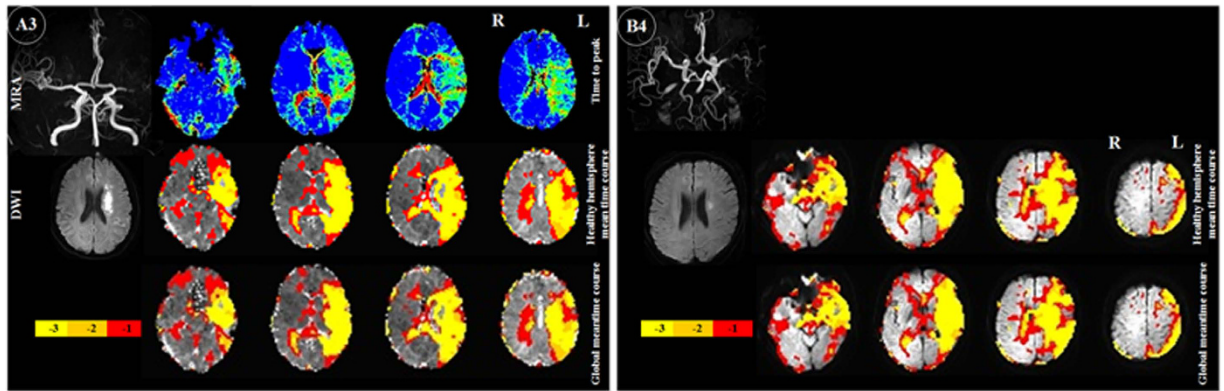 A3
MRA
R L
Time to peak
DWI
Healthy hemisphere
mean time course
-3 -2 -1
Global meantime course
B4
R L
Healthy hemisphere
mean time course
-3 -2 -1
Global meantime course